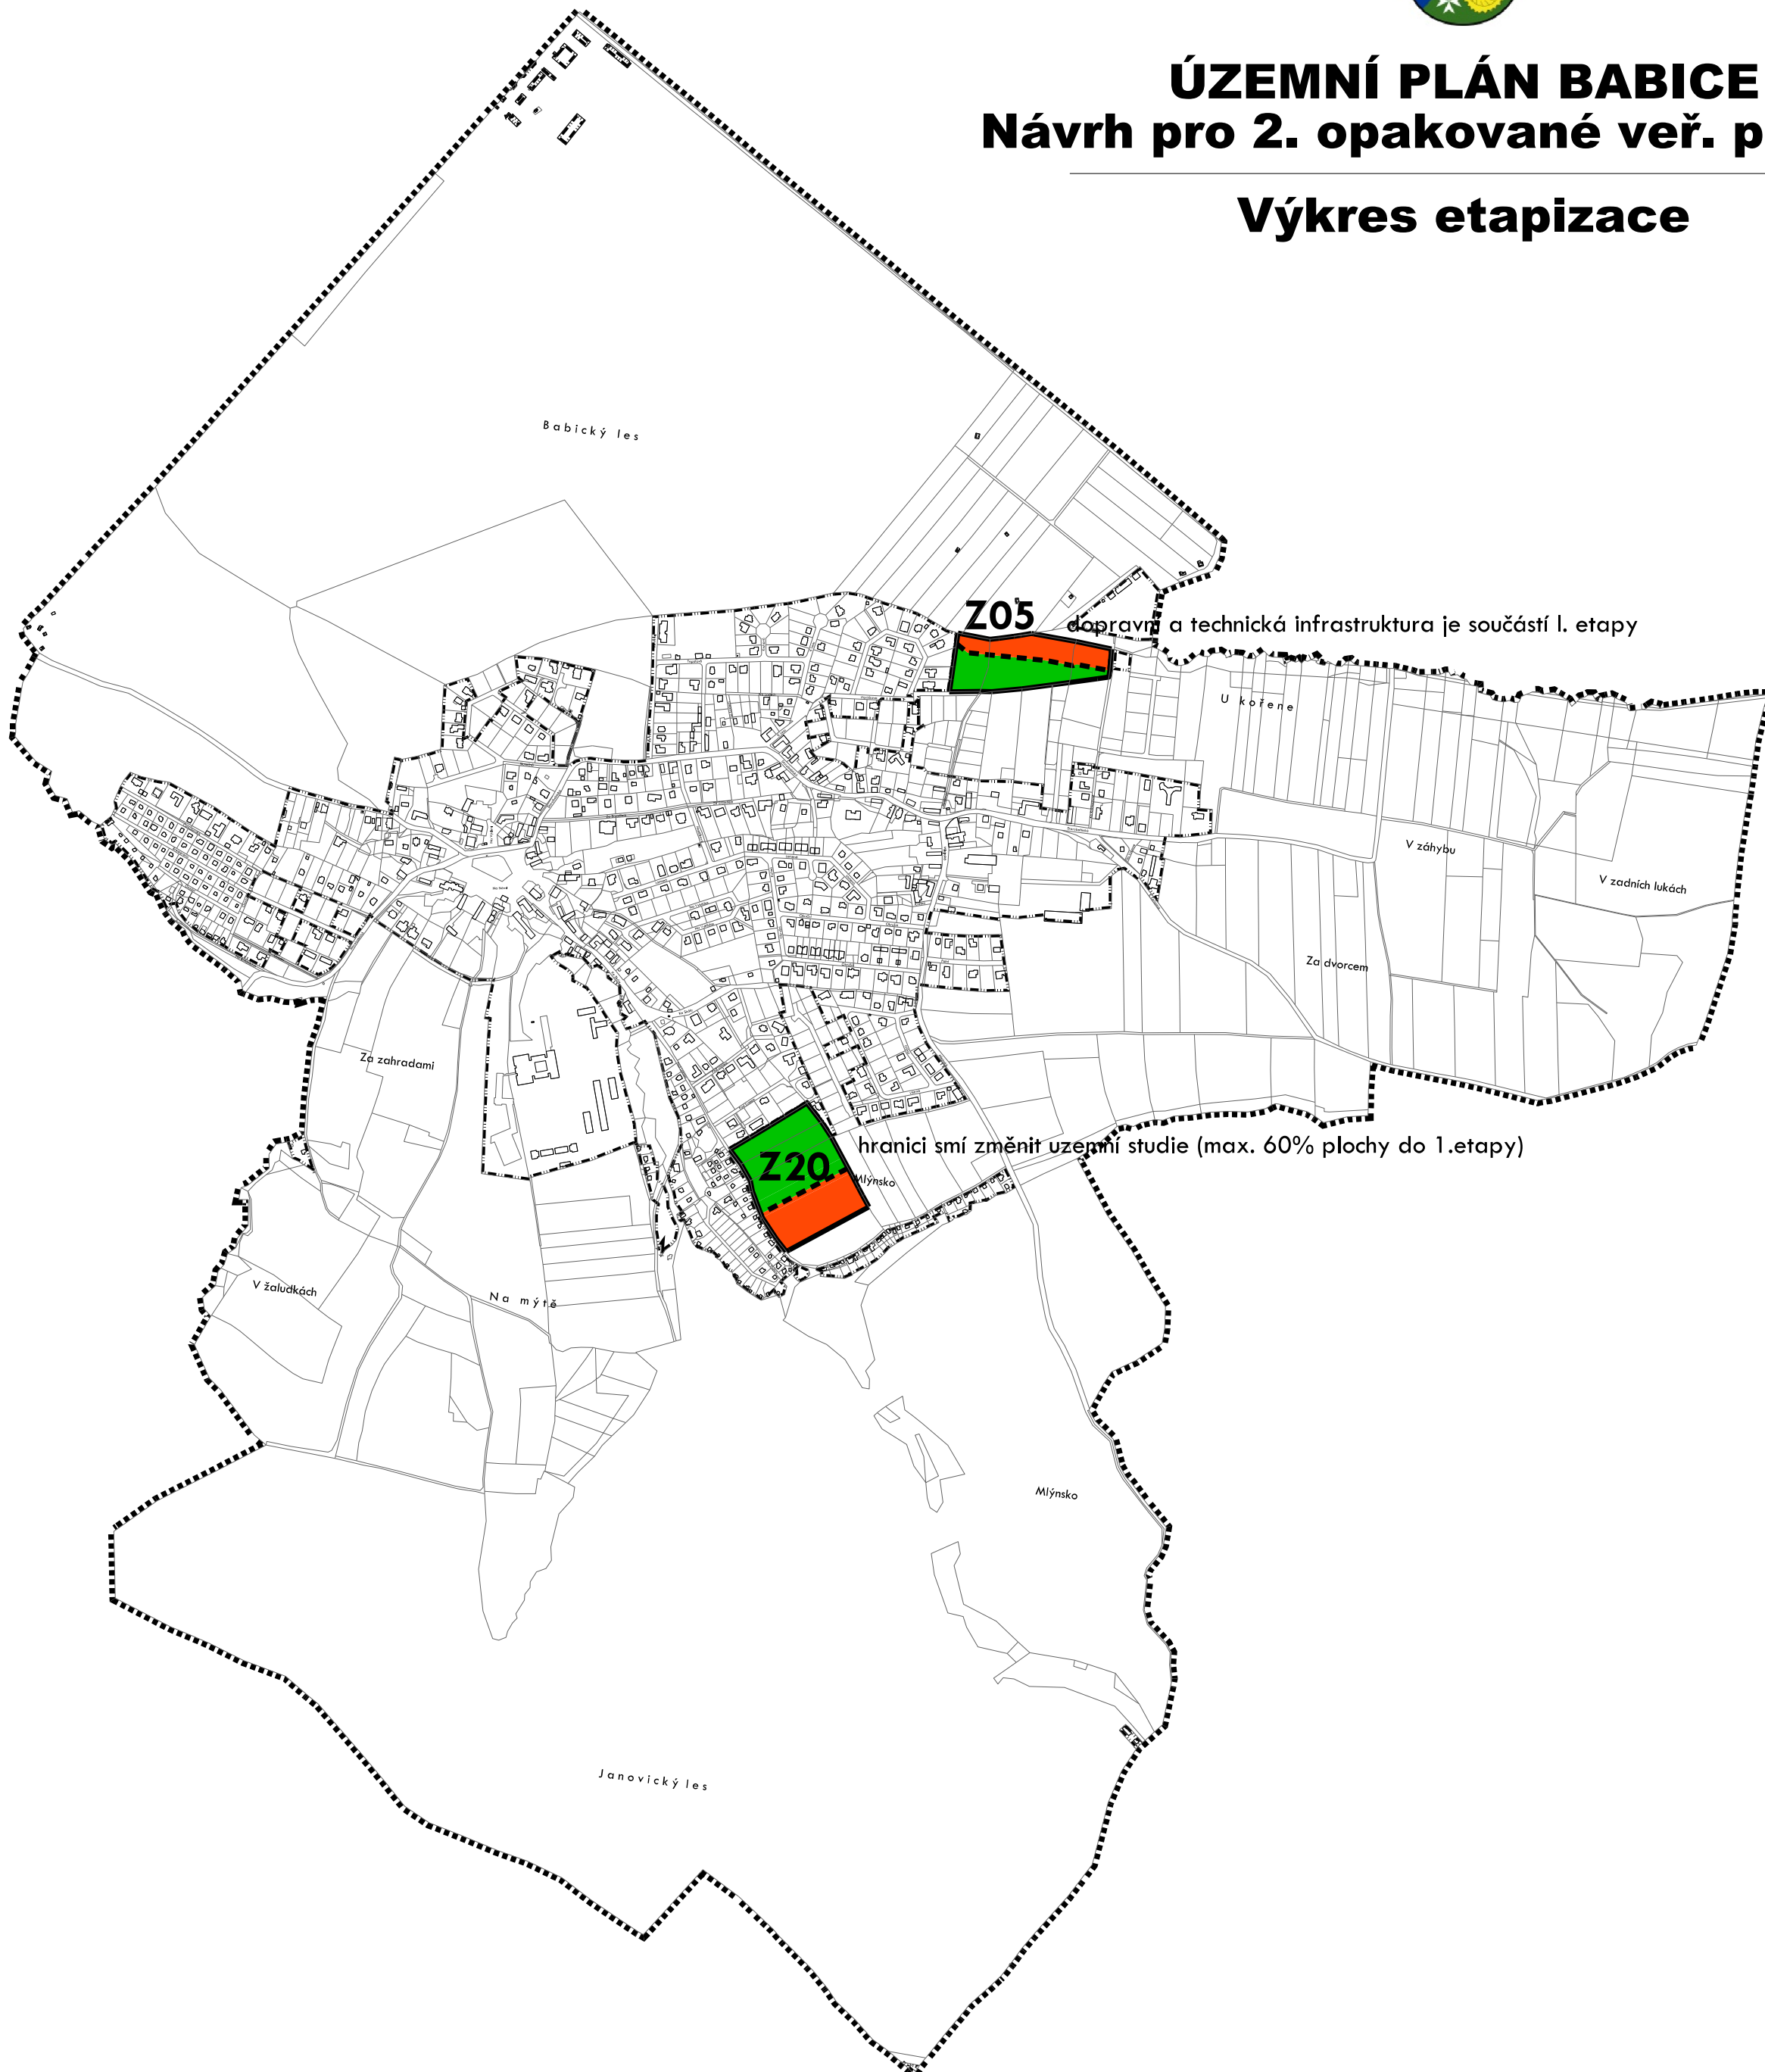 ÚZEMNÍ PLÁN BABICE
Návrh pro 2. opakované veř. p
Výkres etapizace
Babický les
Z05
dopravní a technická infrastruktura je součástí I. etapy
U kořene
V záhybu
V zadních lukách
Za dvorcem
Za zahradami
hranici smí změnit uzemní studie (max. 60% plochy do 1.etapy)
Z20
Mlýnsko
V žaludkách
Na mýtě
Mlýnsko
Janovický les